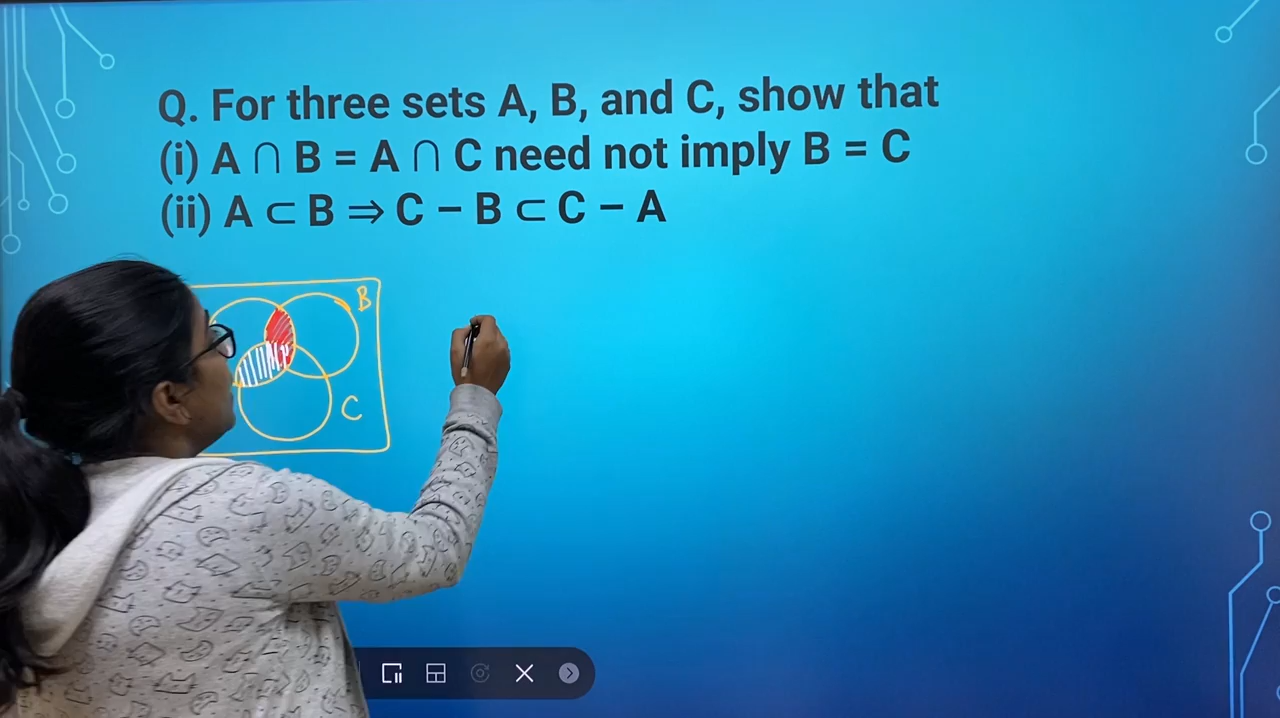 Q. For three sets A, B, and C, show that
(i) A ∩ B = A ∩ C need not imply B = C
(ii) A ⊂ B ⇒ C – B ⊂ C – A
B
C